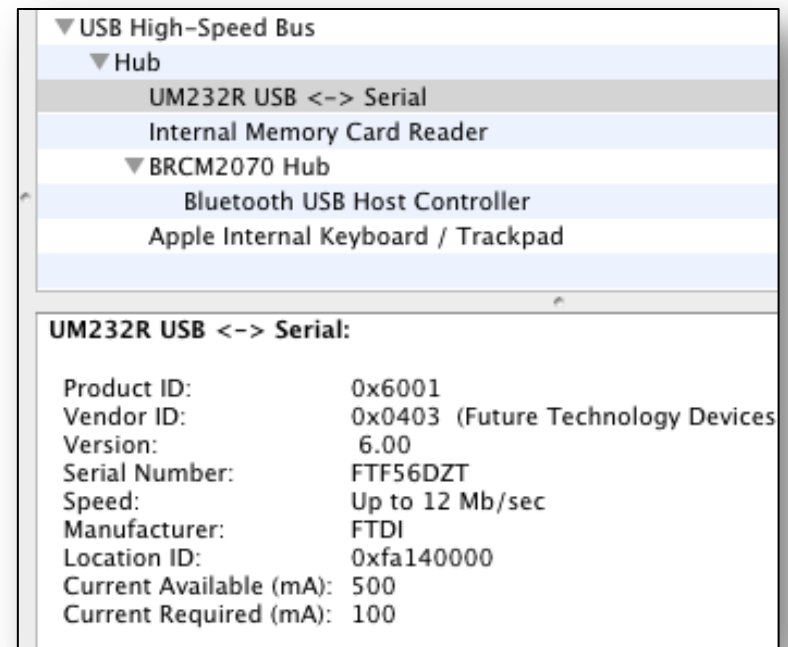 USB High-Speed Bus
Hub
UM232R USB <-> Serial
Internal Memory Card Reader
BRCM2070 Hub
Bluetooth USB Host Controller
Apple Internal Keyboard / Trackpad
UM232R USB <-> Serial:
Product ID: 0x6001
Vendor ID: 0x0403 (Future Technology Devices
Version: 6.00
Serial Number: FTF56DZT
Speed: Up to 12 Mb/sec
Manufacturer: FTDI
Location ID: 0xfa140000
Current Available (mA): 500
Current Required (mA): 100